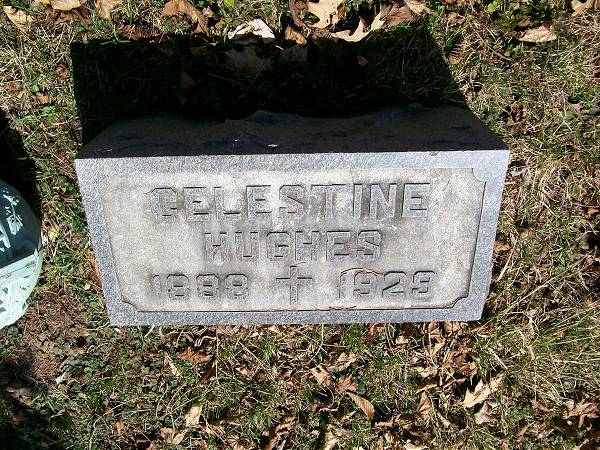 CELESTINE
HUGHES
1888 † 1929